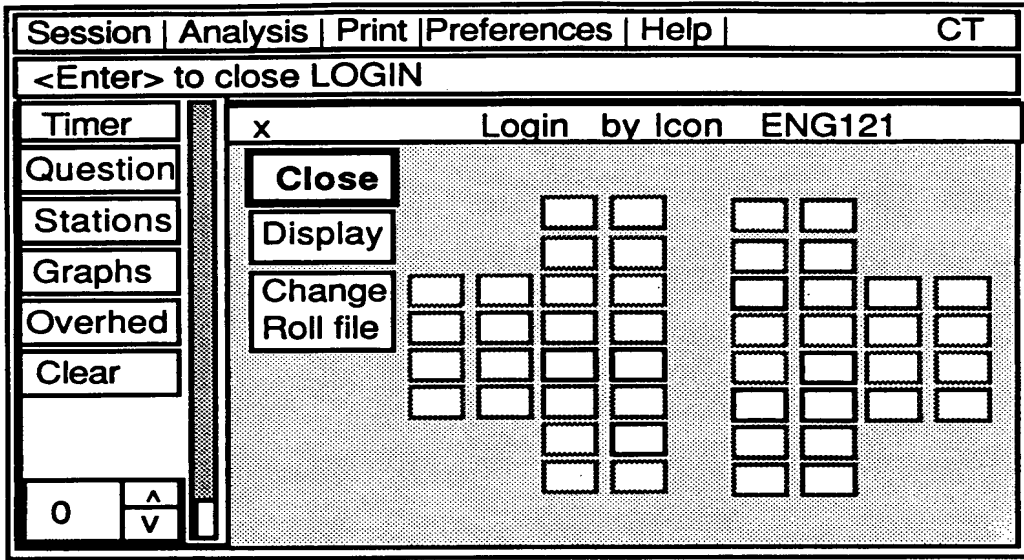 Session | Analysis | Print |Preferences | Help | CT
<Enter> to close LOGIN
Timer
Question
Stations
Graphs
Overhed
Clear
0
^
v
x Login by Icon ENG121
Close
Display
Change
Roll file